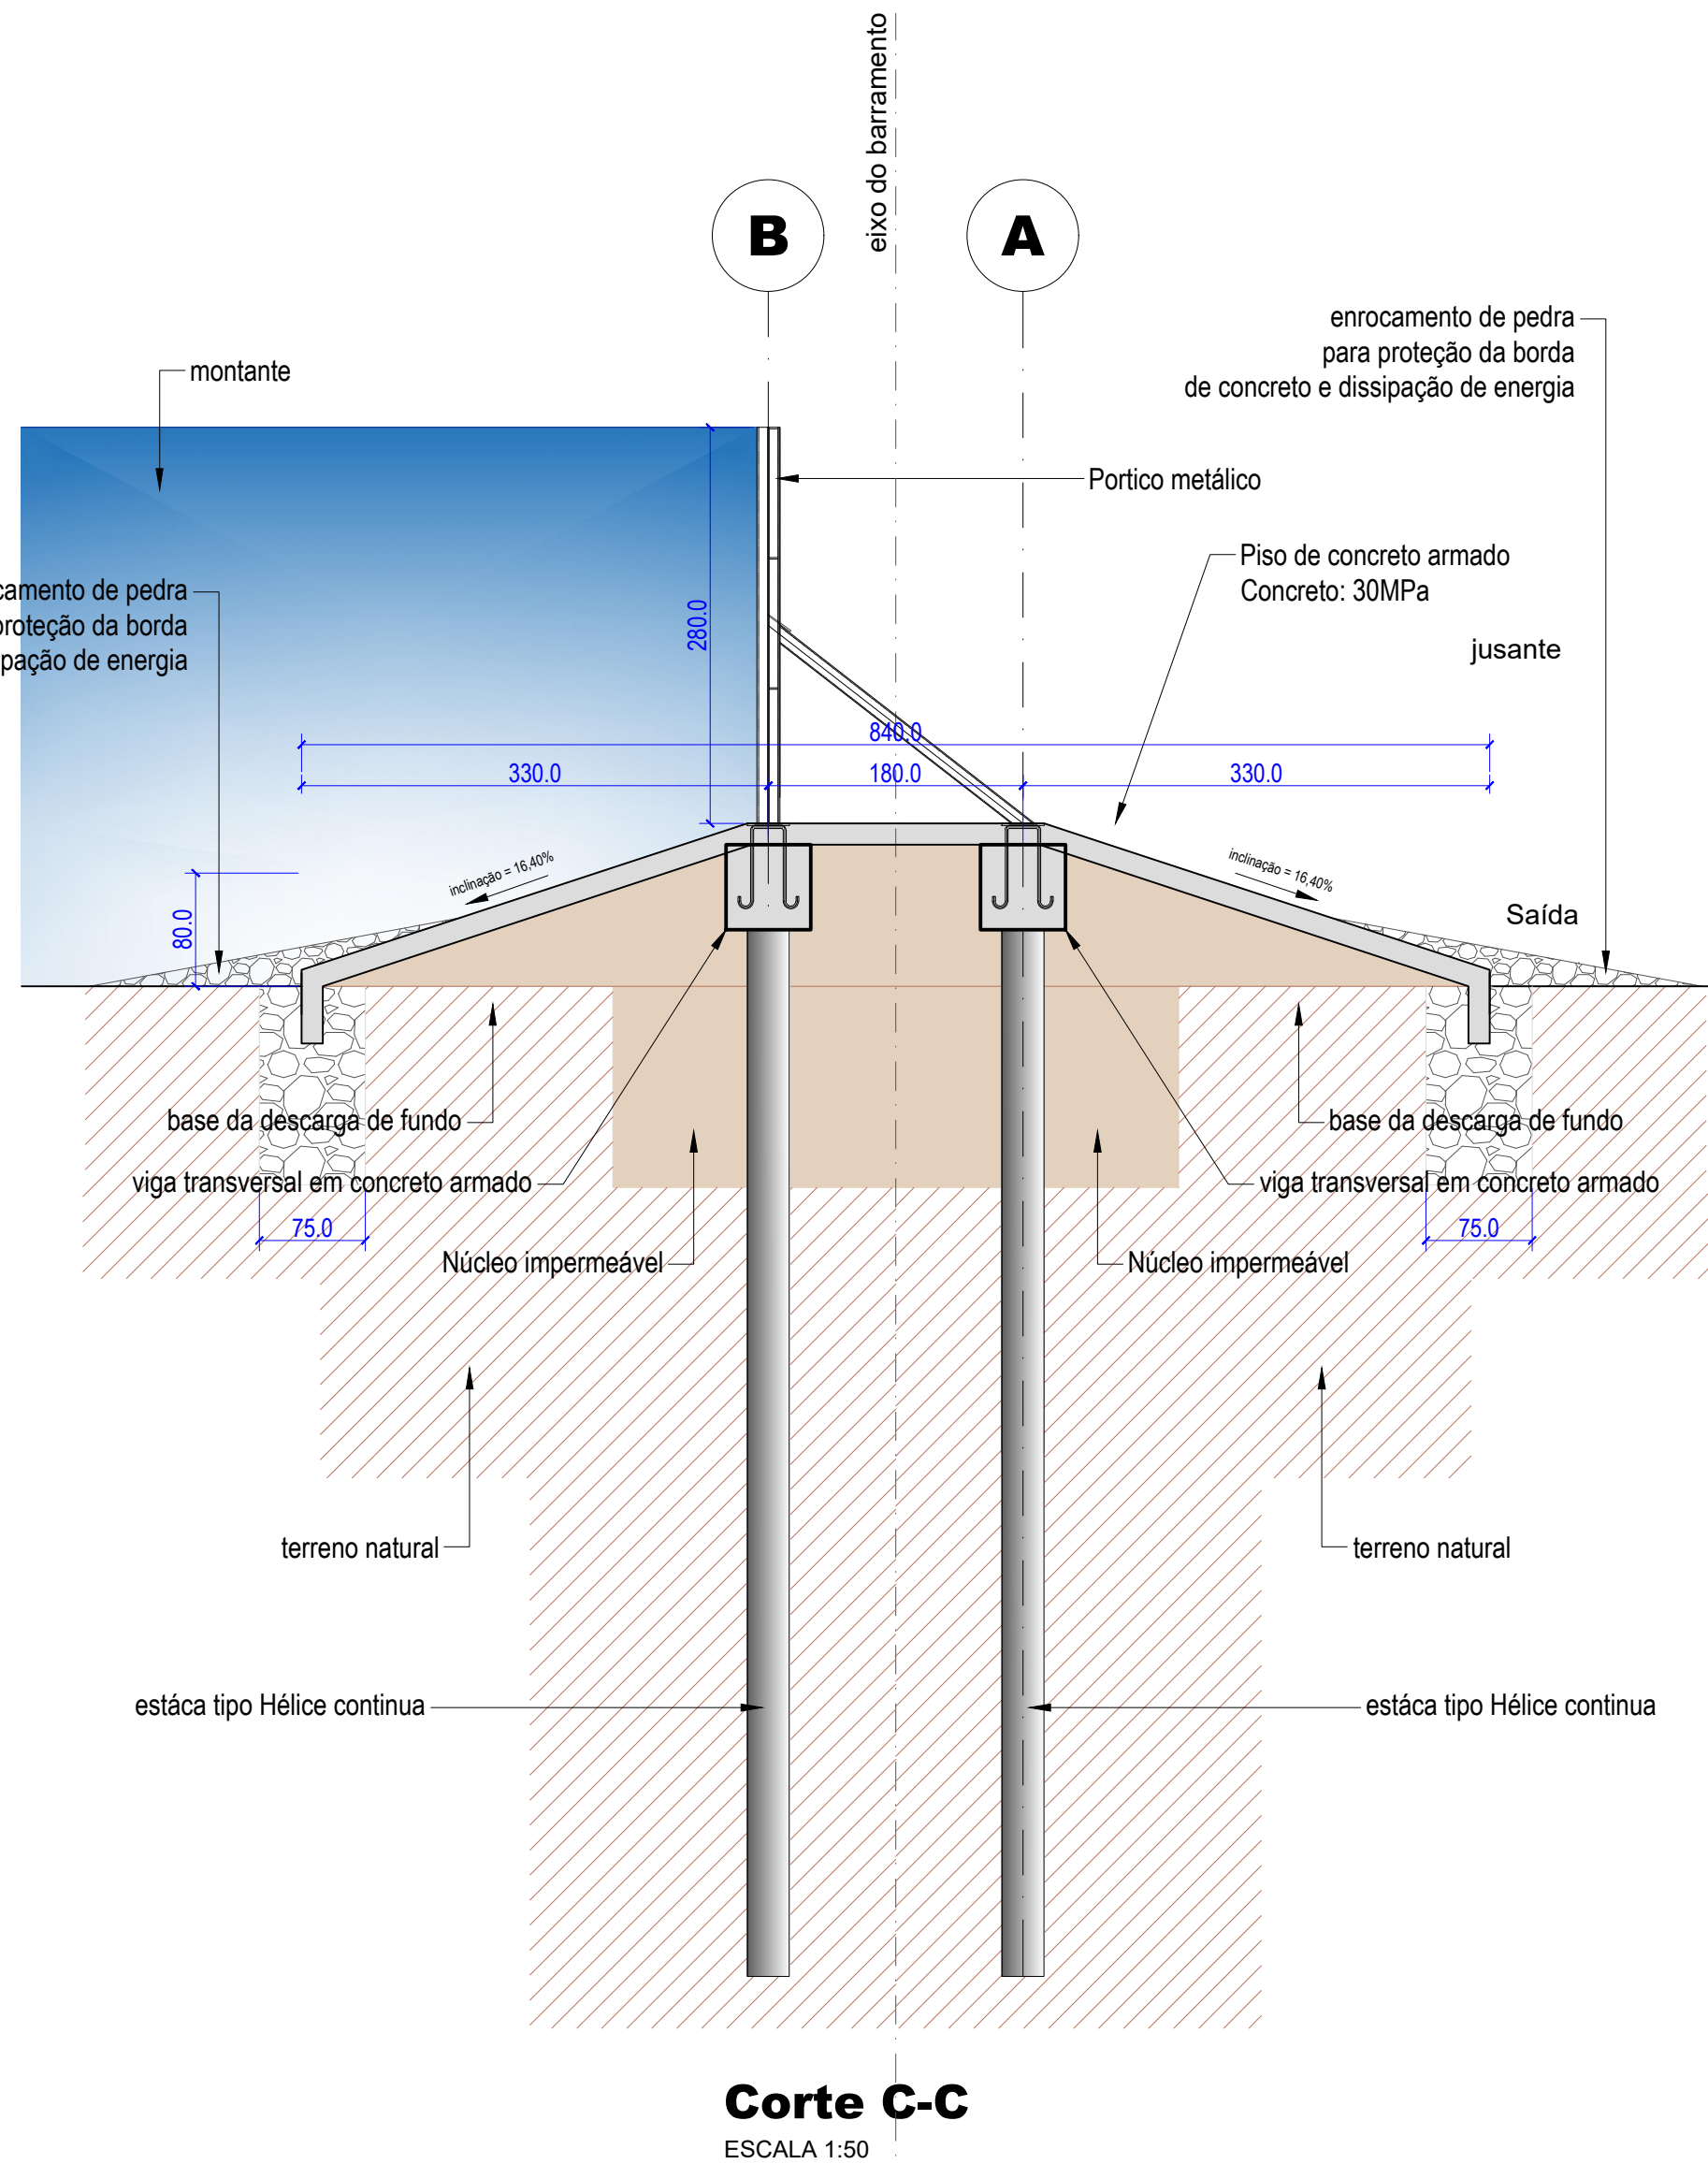 eixo do barramento
B
A
enrocamento de pedra
para proteção da borda
de concreto e dissipação de energia
montante
Portico metálico
Piso de concreto armado
Concreto: 30MPa
camento de pedra
proteção da borda
pação de energia
280.0
jusante
840.0
330.0
180.0
330.0
inclinação = 16,40%
inclinação = 16,40%
80.0
Saída
base da descarga de fundo
base da descarga de fundo
viga transversal em concreto armado
viga transversal em concreto armado
75.0
75.0
Núcleo impermeável
Núcleo impermeável
terreno natural
terreno natural
estáca tipo Hélice continua
estáca tipo Hélice continua
Corte C-C
ESCALA 1:50